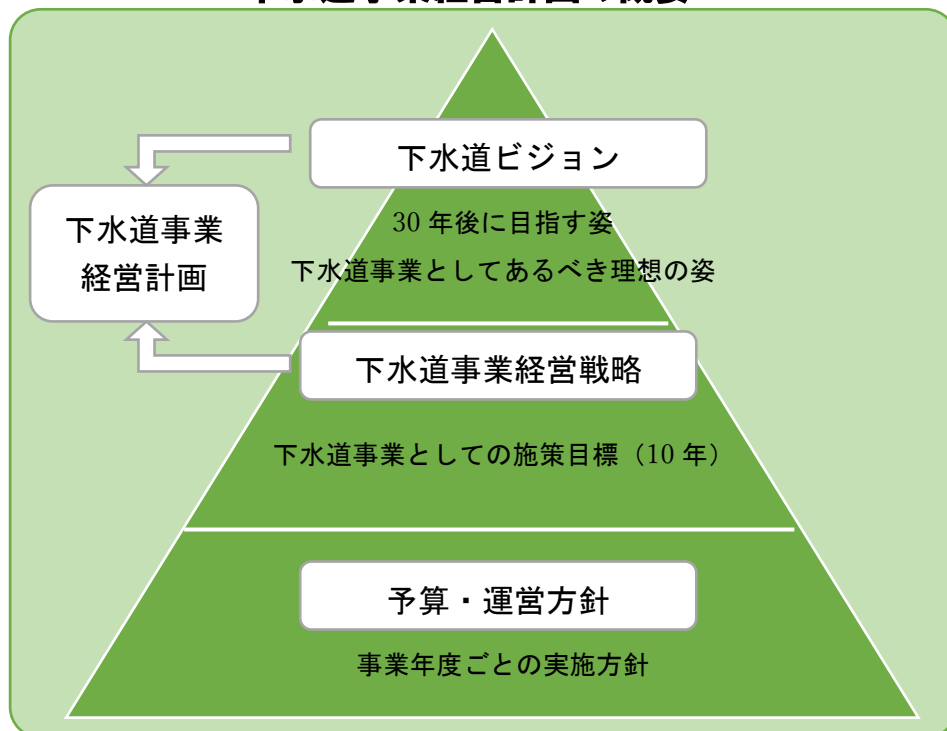 下水道ビジョン
30 年後に目指す姿
下水道事業としてあるべき理想の姿
下水道事業
経営計画
下水道事業経営戦略
下水道事業としての施策目標（10 年）
予算・運営方針
事業年度ごとの実施方針